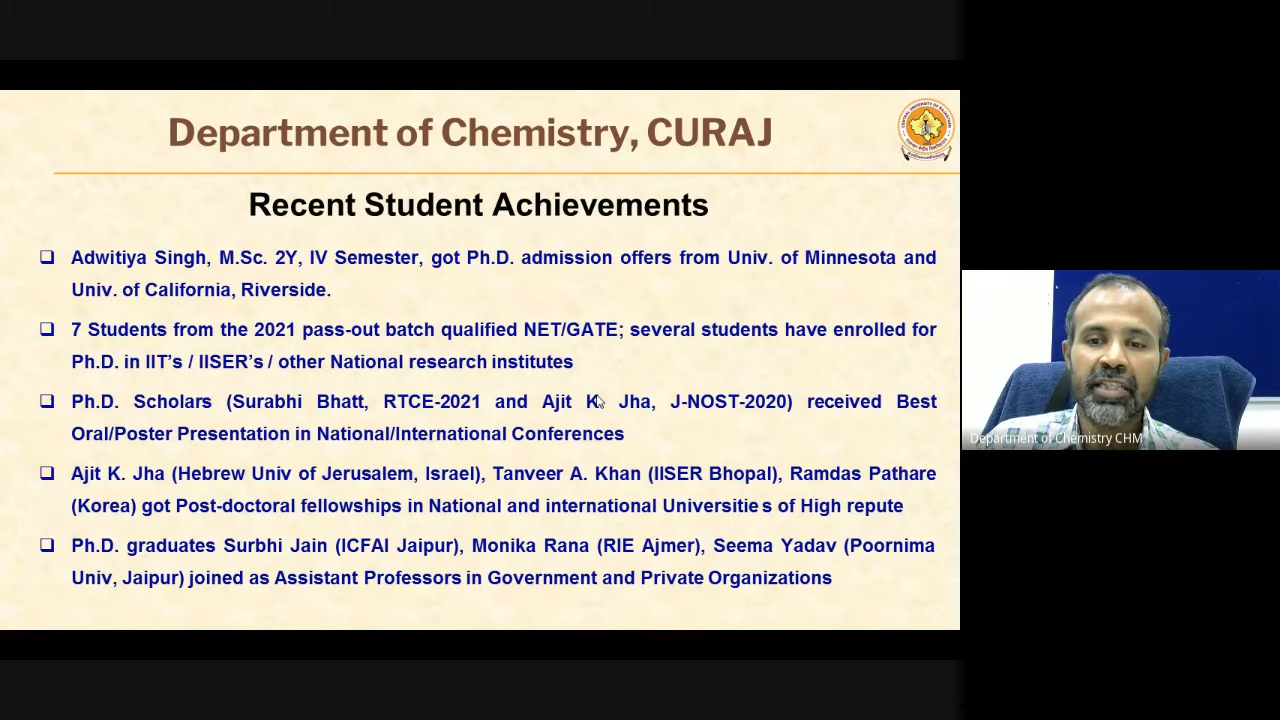 Department of Chemistry, CURAJ
Recent Student Achievements
Adwitiya Singh, M.Sc. 2Y, IV Semester, got Ph.D. admission offers from Univ. of Minnesota and
Univ. of California, Riverside.
7 Students from the 2021 pass-out batch qualified NET/GATE; several students have enrolled for
Ph.D. in IIT’s / IISER’s / other National research institutes
Ph.D. Scholars (Surabhi Bhatt, RTCE-2021 and Ajit K. Jha, J-NOST-2020) received Best
Oral/Poster Presentation in National/International Conferences
Ajit K. Jha (Hebrew Univ of Jerusalem, Israel), Tanveer A. Khan (IISER Bhopal), Ramdas Pathare
(Korea) got Post-doctoral fellowships in National and international Universities of High repute
Ph.D. graduates Surbhi Jain (ICFAI Jaipur), Monika Rana (RIE Ajmer), Seema Yadav (Poornima
Univ, Jaipur) joined as Assistant Professors in Government and Private Organizations
Department of Chemistry CHM